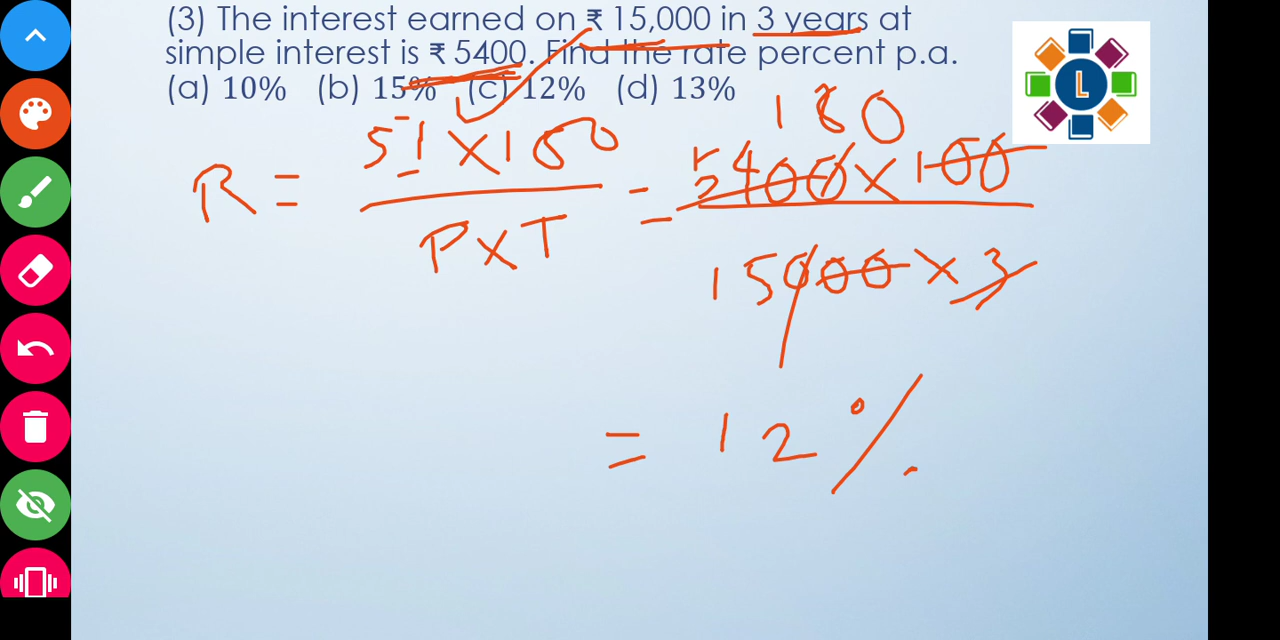 (3) The interest earned on ₹ 15,000 in 3 years at
simple interest is ₹ 5400. Find the rate percent p.a.
(a) 10% (b) 15% (c) 12% (d) 13%
180
R = SI × 100 / P × T = 5400 × 100 / 15000 × 3
= 12%
L